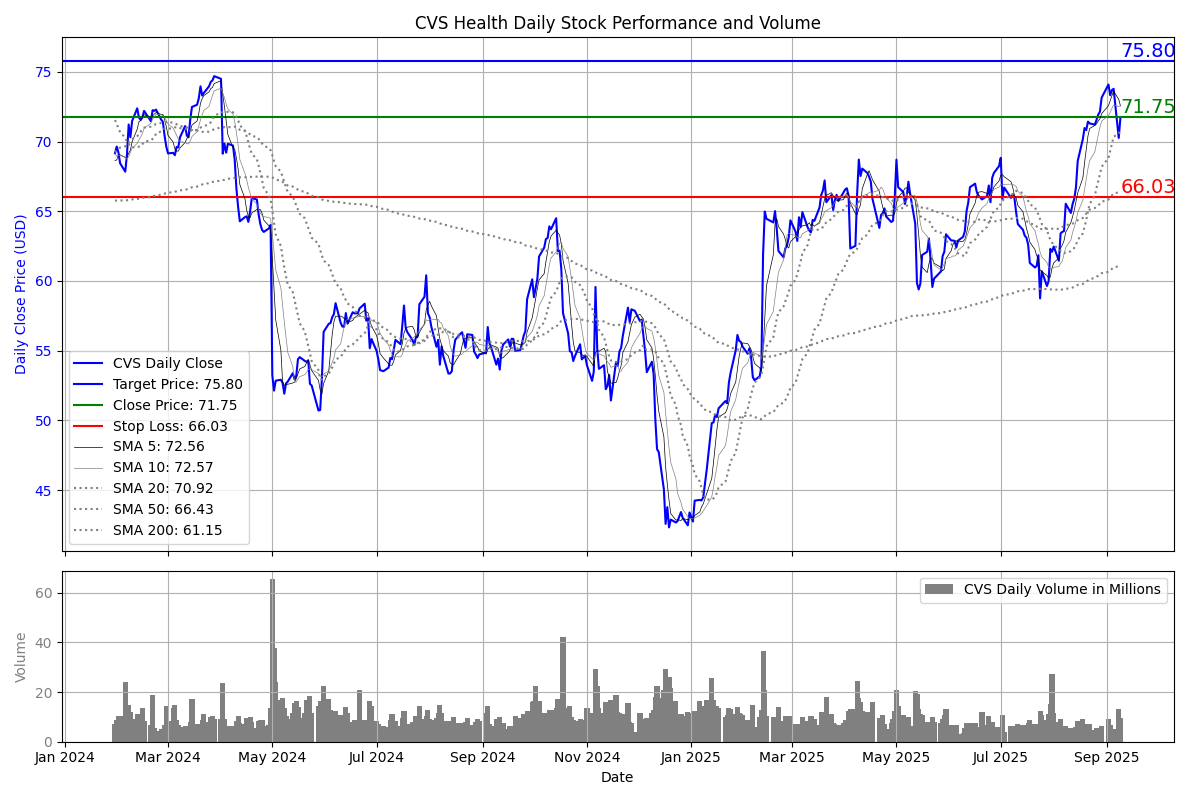 CVS Health Daily Stock Performance and Volume
75.80
75
71.75
70
66.03
65
60
55
50
45
Daily Close Price (USD)
CVS Daily Close
Target Price: 75.80
Close Price: 71.75
Stop Loss: 66.03
SMA 5: 72.56
SMA 10: 72.57
SMA 20: 70.92
SMA 50: 66.43
SMA 200: 61.15
CVS Daily Volume in Millions
60
40
20
0
Volume
Jan 2024 Mar 2024 May 2024 Jul 2024 Sep 2024 Nov 2024 Jan 2025 Mar 2025 May 2025 Jul 2025 Sep 2025
Date